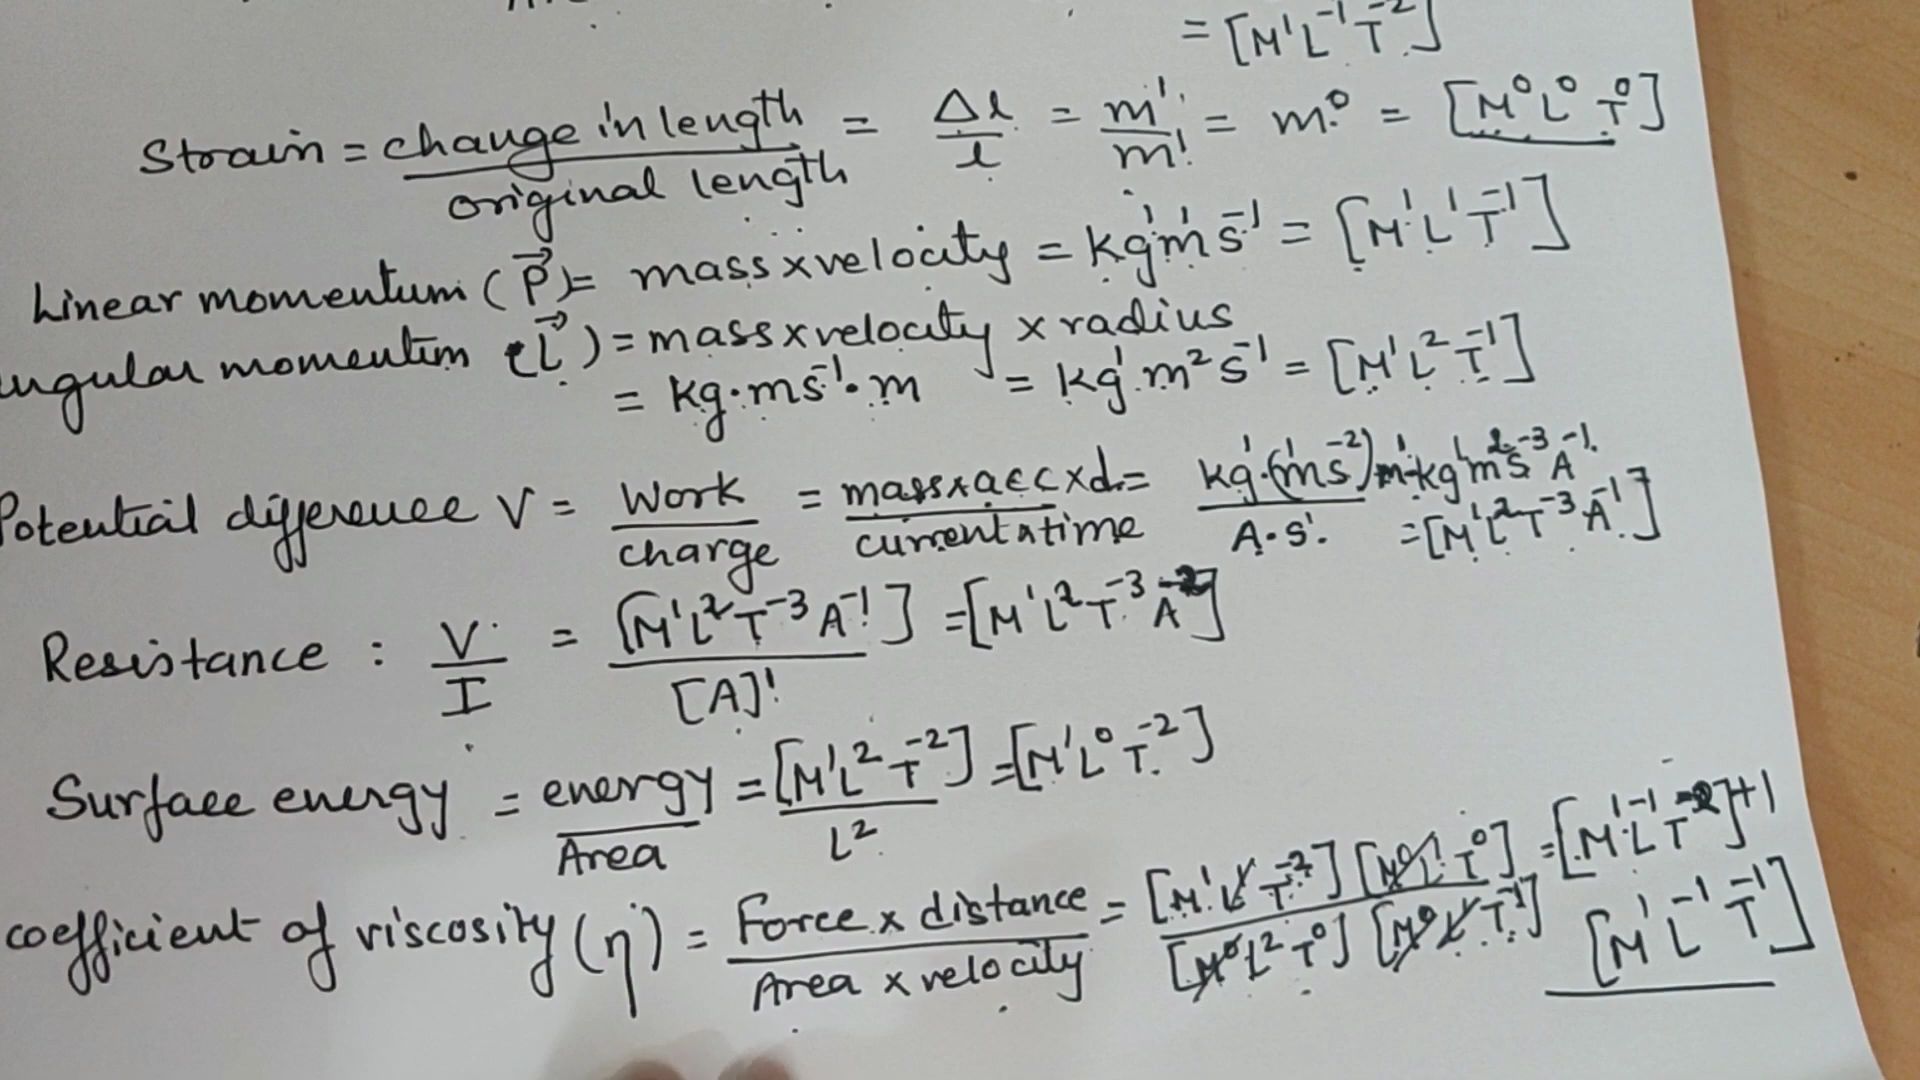 = [M¹L⁻¹T⁻²]
Strain = change in length / original length = Δl / l = m¹ / m¹ = m⁰ = [M⁰L⁰T⁰]
Linear momentum (P⃗) = mass x velocity = kg¹m¹s⁻¹ = [M¹L¹T⁻¹]
angular momentum (L⃗) = mass x velocity x radius
= kg·ms⁻¹·m = kg¹·m²s⁻¹ = [M¹L²T⁻¹]
Potential difference V = Work / charge = mass x acc x d / current x time = kg¹·(m¹s⁻²)m¹ / A·s¹ = kg¹m²s⁻³A⁻¹
= [M¹L²T⁻³A⁻¹]
Resistance : V / I = [M¹L²T⁻³A⁻¹] / [A]¹ = [M¹L²T⁻³A⁻²]
Surface energy = energy / Area = [M¹L²T⁻²] / L² = [M¹L⁰T⁻²]
coefficient of viscosity (η) = Force x distance / Area x velocity = [M¹L¹T⁻²] [M⁰L¹T⁰] / [M⁰L²T⁰] [M⁰L¹T⁻¹] = [M¹L⁻¹T⁻²]⁺¹
[M¹L⁻¹T⁻¹]